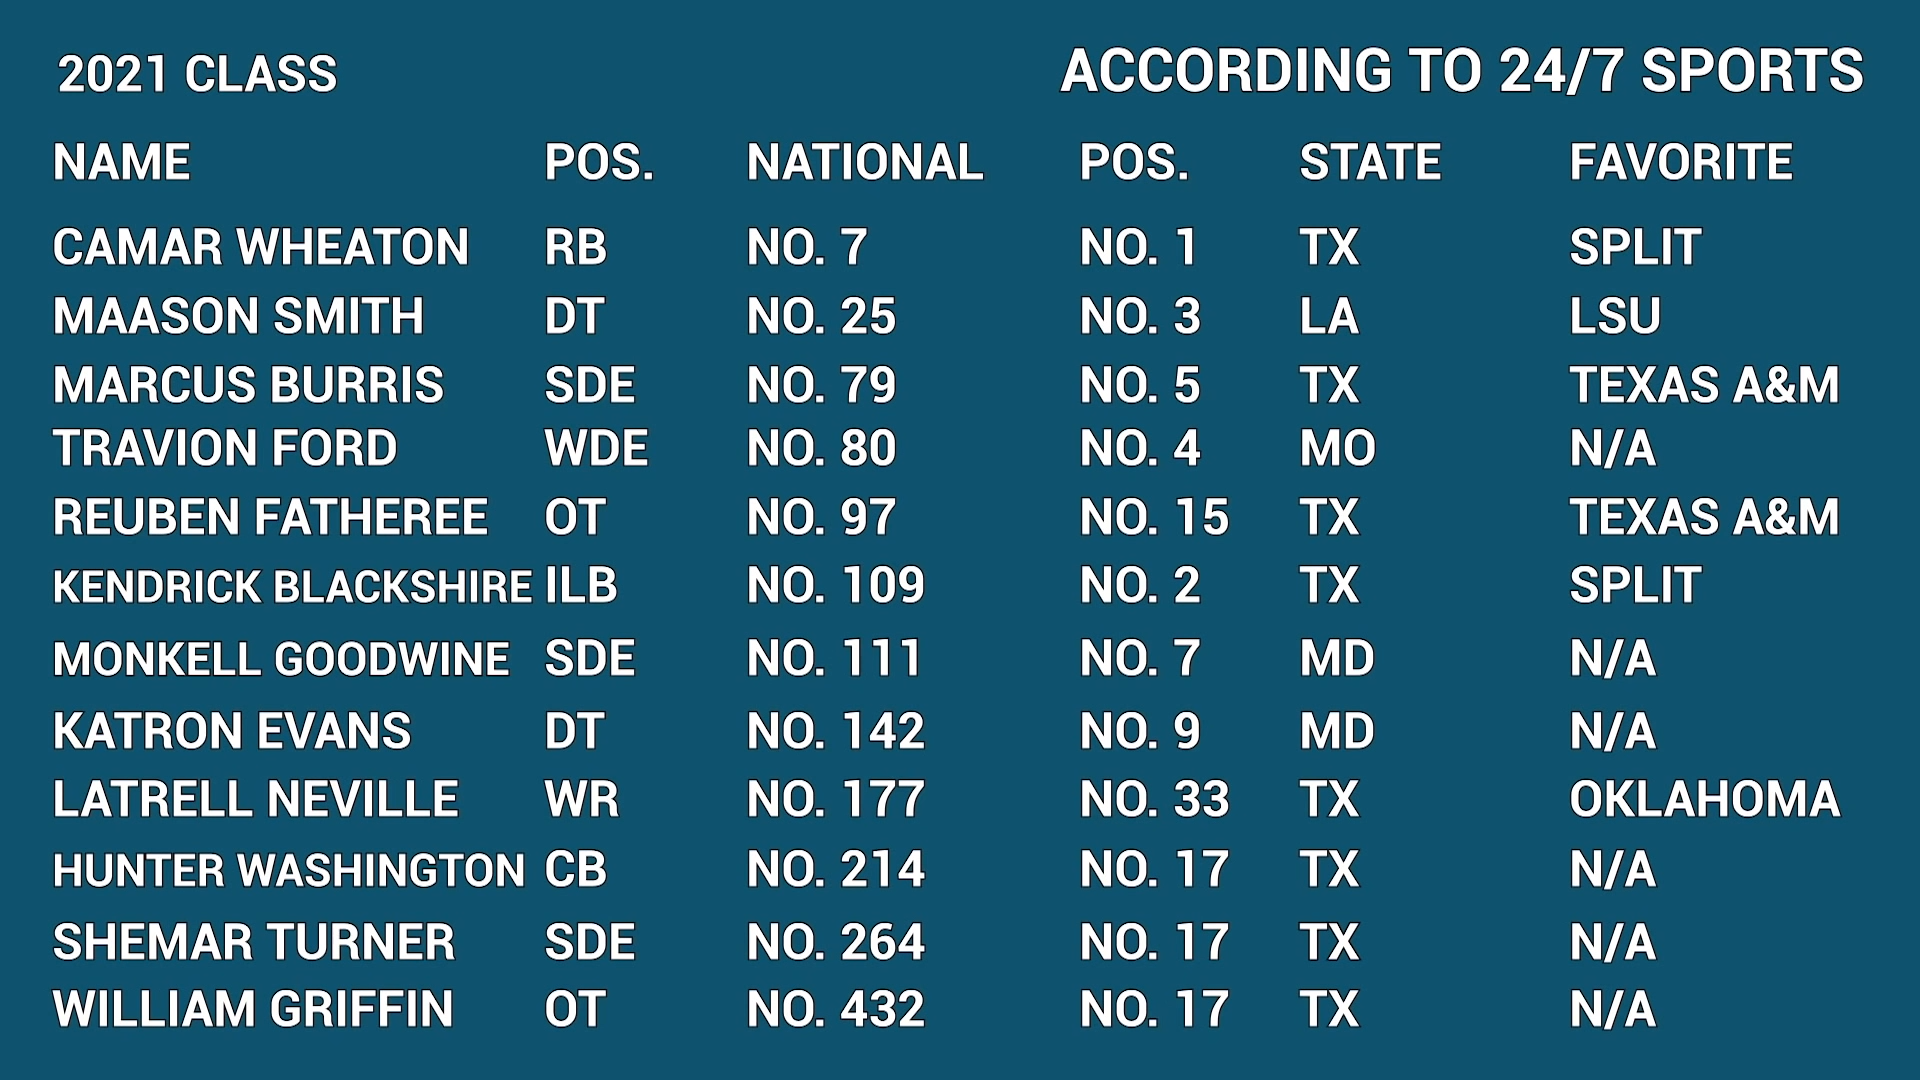 2021 CLASS ACCORDING TO 24/7 SPORTS
NAME POS. NATIONAL POS. STATE FAVORITE
CAMAR WHEATON RB NO. 7 NO. 1 TX SPLIT
MAASON SMITH DT NO. 25 NO. 3 LA LSU
MARCUS BURRIS SDE NO. 79 NO. 5 TX TEXAS A&M
TRAVION FORD WDE NO. 80 NO. 4 MO N/A
REUBEN FATHEREE OT NO. 97 NO. 15 TX TEXAS A&M
KENDRICK BLACKSHIRE ILB NO. 109 NO. 2 TX SPLIT
MONKELL GOODWINE SDE NO. 111 NO. 7 MD N/A
KATRON EVANS DT NO. 142 NO. 9 MD N/A
LATRELL NEVILLE WR NO. 177 NO. 33 TX OKLAHOMA
HUNTER WASHINGTON CB NO. 214 NO. 17 TX N/A
SHEMAR TURNER SDE NO. 264 NO. 17 TX N/A
WILLIAM GRIFFIN OT NO. 432 NO. 17 TX N/A